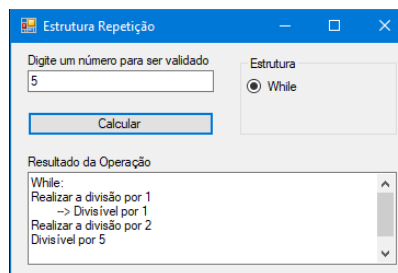 Estrutura Repetição
Digite um número para ser validado
Estrutura
5
While
Calcular
Resultado da Operação
While:
Realizar a divisão por 1
--> Divisível por 1
Realizar a divisão por 2
Divisível por 5